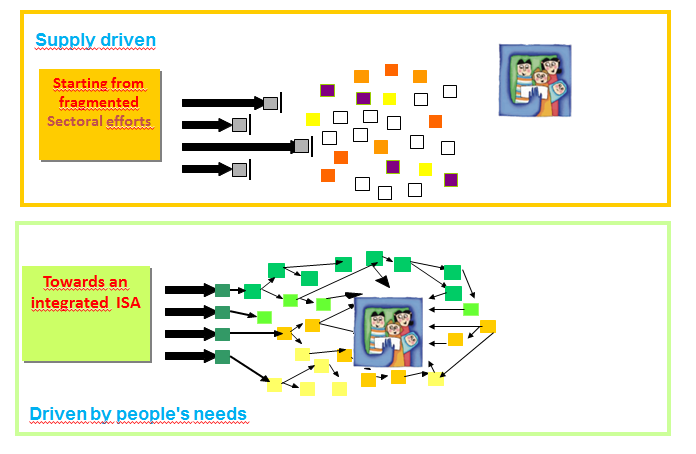 Supply driven
Starting from
fragmented
Sectoral efforts
Towards an
integrated ISA
Driven by people's needs